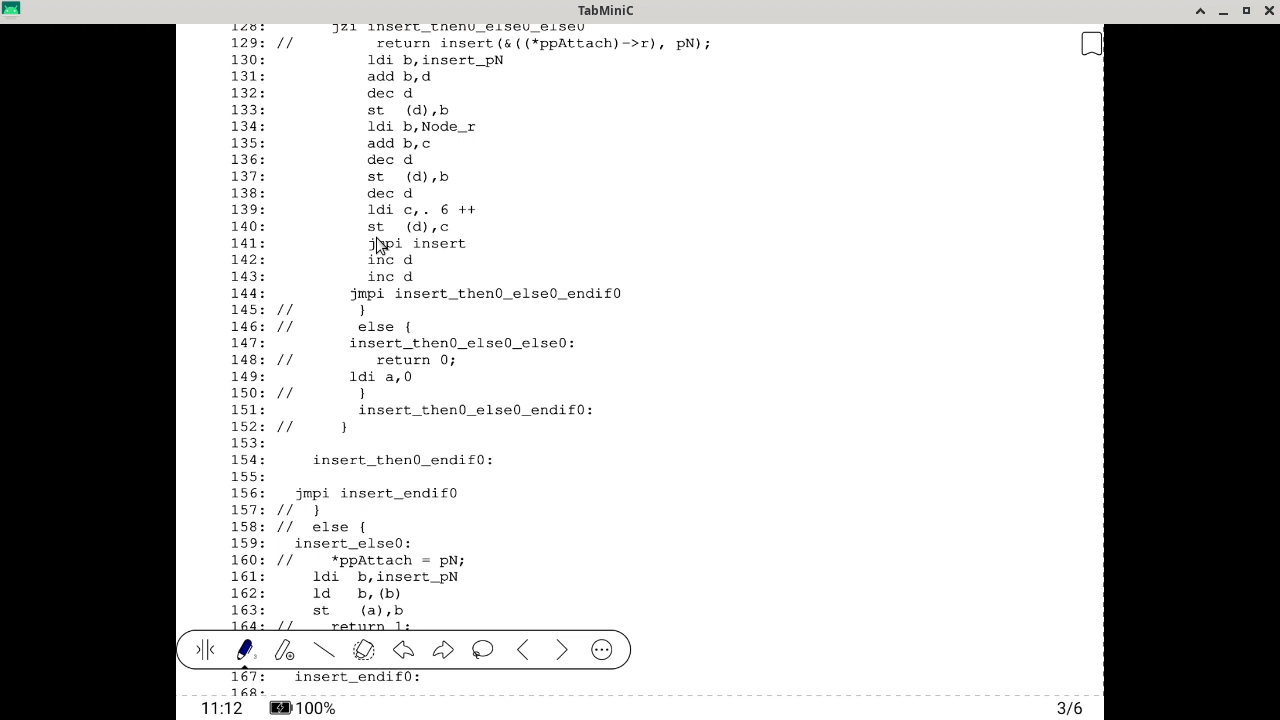 TabMiniC
128:       jzi insert_then0_else0_else0
129: //         return insert(&((*ppAttach)->r), pN);
130:           ldi b,insert_pN
131:           add b,d
132:           dec d
133:           st  (d),b
134:           ldi b,Node_r
135:           add b,c
136:           dec d
137:           st  (d),b
138:           dec d
139:           ldi c,. 6 ++
140:           st  (d),c
141:           jmpi insert
142:           inc d
143:           inc d
144:         jmpi insert_then0_else0_endif0
145: //       }
146: //       else {
147:         insert_then0_else0_else0:
148: //         return 0;
149:         ldi a,0
150: //       }
151:          insert_then0_else0_endif0:
152: //     }
153:
154:     insert_then0_endif0:
155:
156:   jmpi insert_endif0
157: //  }
158: //  else {
159:   insert_else0:
160: //    *ppAttach = pN;
161:     ldi  b,insert_pN
162:     ld   b,(b)
163:     st   (a),b
164: //    return 1;
167:   insert_endif0:
168:
11:12 100% 3/6